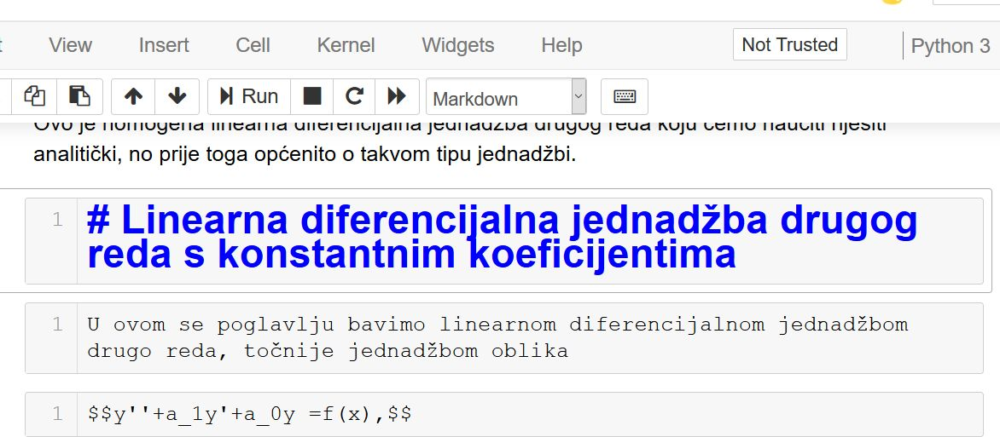 View Insert Cell Kernel Widgets Help Not Trusted Python 3
Run Markdown
Ovo je homogena linearna diferencijalna jednadžba drugog reda koju ćemo naučiti riješiti
analitički, no prije toga općenito o takvom tipu jednadžbi.
1 # Linearna diferencijalna jednadžba drugog
reda s konstantnim koeficijentima
1 U ovom se poglavlju bavimo linearnom diferencijalnom jednadžbom
drugo reda, točnije jednadžbom oblika
1 $$y''+a_1y'+a_0y =f(x),$$